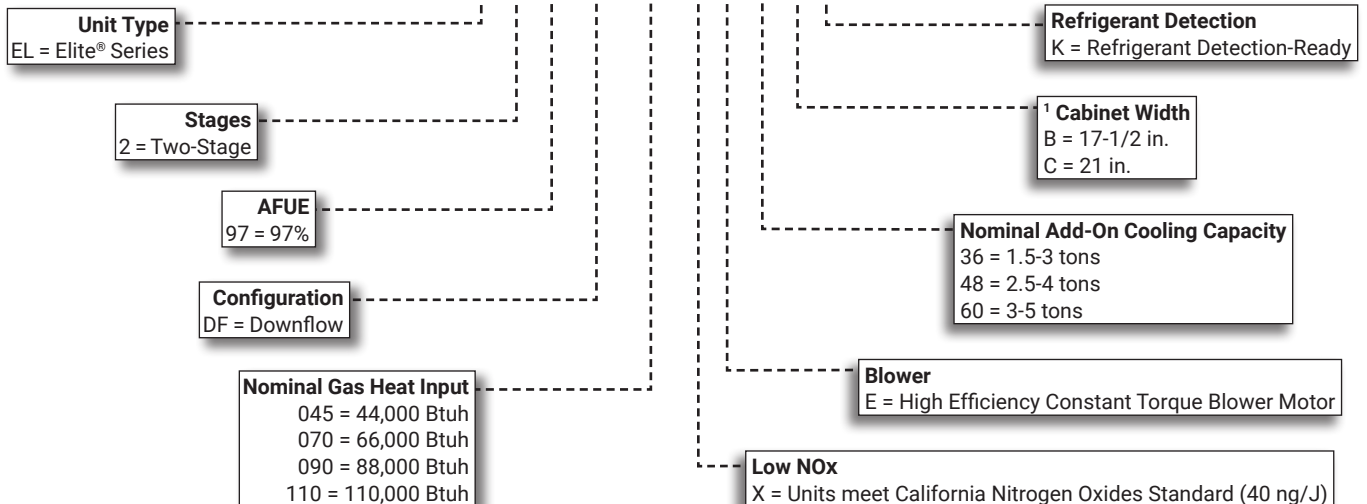 Unit Type
EL = Elite® Series
Stages
2 = Two-Stage
AFUE
97 = 97%
Configuration
DF = Downflow
Nominal Gas Heat Input
045 = 44,000 Btuh
070 = 66,000 Btuh
090 = 88,000 Btuh
110 = 110,000 Btuh
Refrigerant Detection
K = Refrigerant Detection-Ready
¹ Cabinet Width
B = 17-1/2 in.
C = 21 in.
Nominal Add-On Cooling Capacity
36 = 1.5-3 tons
48 = 2.5-4 tons
60 = 3-5 tons
Blower
E = High Efficiency Constant Torque Blower Motor
Low NOx
X = Units meet California Nitrogen Oxides Standard (40 ng/J)